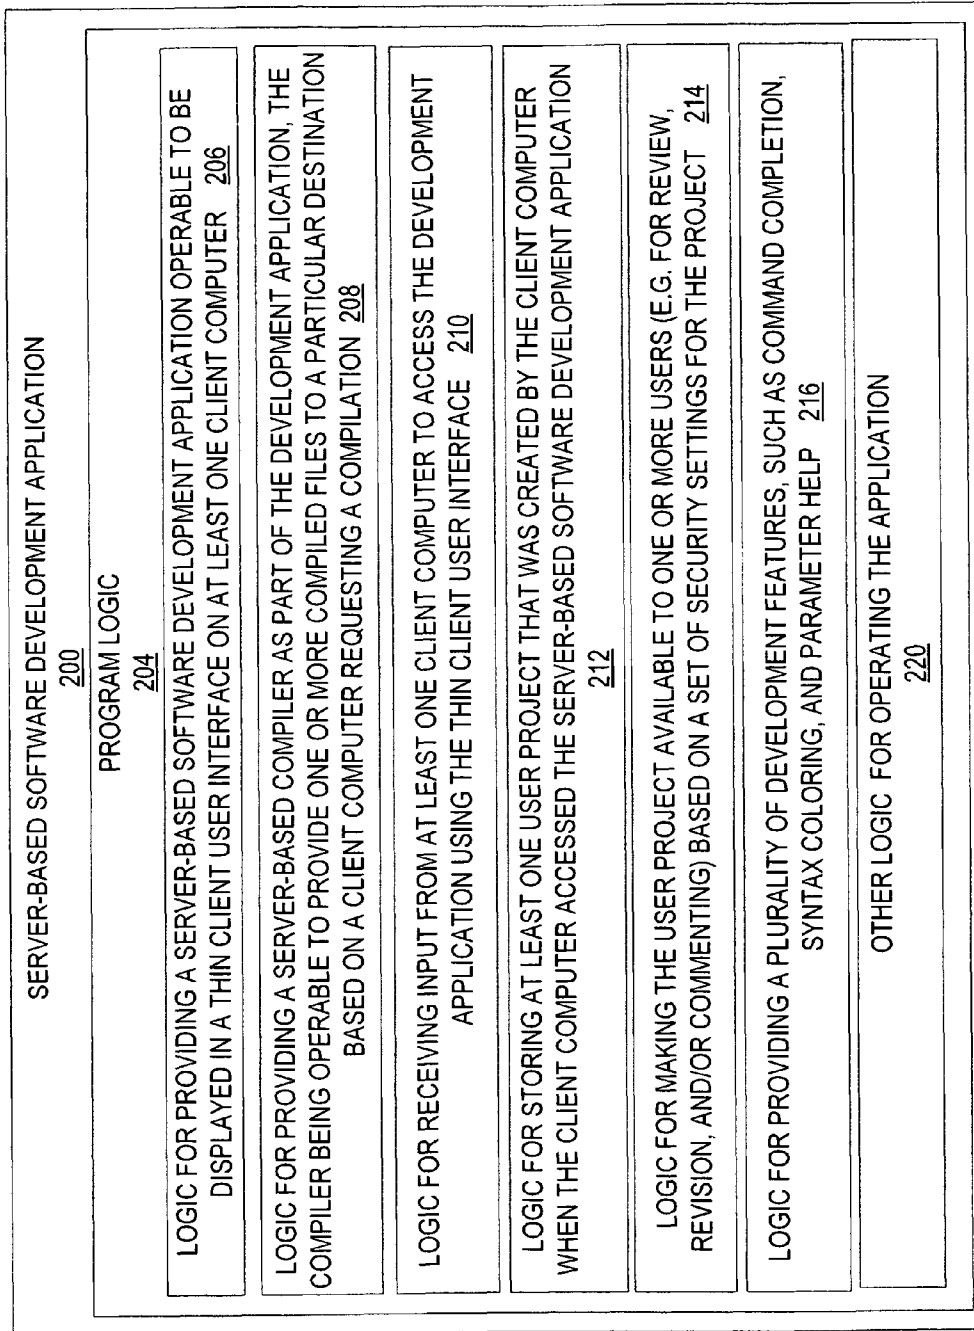 SERVER-BASED SOFTWARE DEVELOPMENT APPLICATION
200
PROGRAM LOGIC
204
LOGIC FOR PROVIDING A SERVER-BASED SOFTWARE DEVELOPMENT APPLICATION OPERABLE TO BE
DISPLAYED IN A THIN CLIENT USER INTERFACE ON AT LEAST ONE CLIENT COMPUTER 206
LOGIC FOR PROVIDING A SERVER-BASED COMPILER AS PART OF THE DEVELOPMENT APPLICATION, THE
COMPILER BEING OPERABLE TO PROVIDE ONE OR MORE COMPILED FILES TO A PARTICULAR DESTINATION
BASED ON A CLIENT COMPUTER REQUESTING A COMPILATION 208
LOGIC FOR RECEIVING INPUT FROM AT LEAST ONE CLIENT COMPUTER TO ACCESS THE DEVELOPMENT
APPLICATION USING THE THIN CLIENT USER INTERFACE 210
LOGIC FOR STORING AT LEAST ONE USER PROJECT THAT WAS CREATED BY THE CLIENT COMPUTER
WHEN THE CLIENT COMPUTER ACCESSED THE SERVER-BASED SOFTWARE DEVELOPMENT APPLICATION
212
LOGIC FOR MAKING THE USER PROJECT AVAILABLE TO ONE OR MORE USERS (E.G. FOR REVIEW,
REVISION, AND/OR COMMENTING) BASED ON A SET OF SECURITY SETTINGS FOR THE PROJECT 214
LOGIC FOR PROVIDING A PLURALITY OF DEVELOPMENT FEATURES, SUCH AS COMMAND COMPLETION,
SYNTAX COLORING, AND PARAMETER HELP 216
OTHER LOGIC FOR OPERATING THE APPLICATION
220